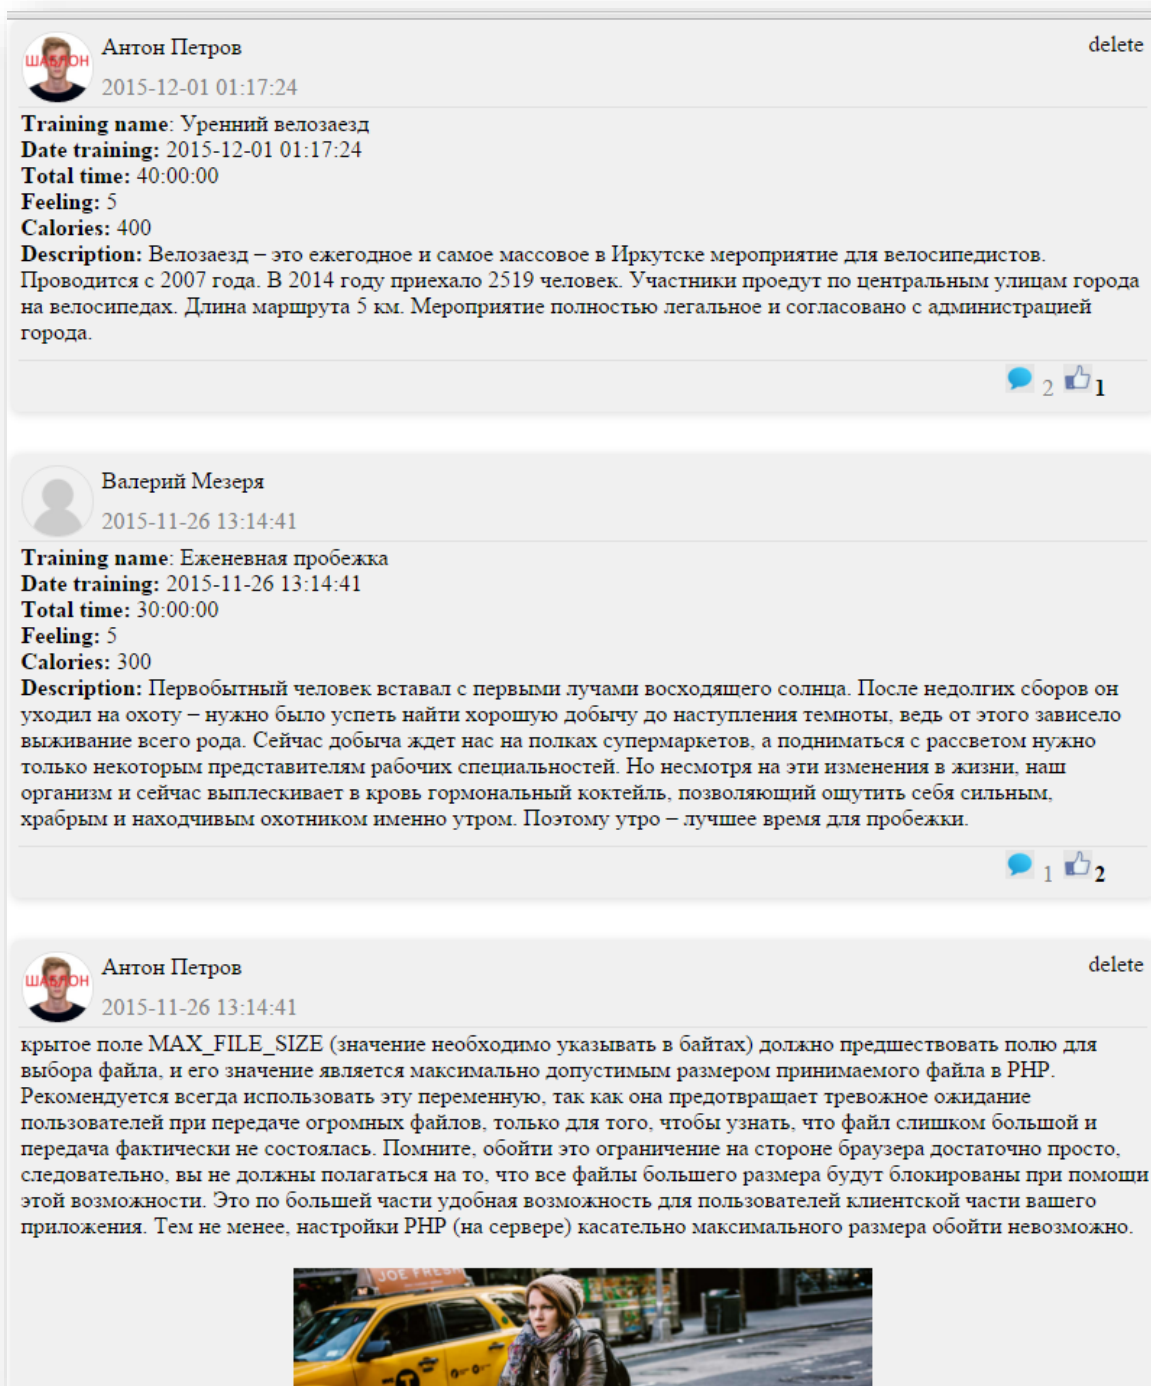 Антон Петров
delete
ШАБЛОН
2015-12-01 01:17:24
Training name: Уренний велозаезд
Date training: 2015-12-01 01:17:24
Total time: 40:00:00
Feeling: 5
Calories: 400
Description: Велозаезд – это ежегодное и самое массовое в Иркутске мероприятие для велосипедистов.
Проводится с 2007 года. В 2014 году приехало 2519 человек. Участники проедут по центральным улицам города
на велосипедах. Длина маршрута 5 км. Мероприятие полностью легальное и согласовано с администрацией
города.
2 1
Валерий Мезеря
2015-11-26 13:14:41
Training name: Ежeневная пробежка
Date training: 2015-11-26 13:14:41
Total time: 30:00:00
Feeling: 5
Calories: 300
Description: Первобытный человек вставал с первыми лучами восходящего солнца. После недолгих сборов он
уходил на охоту – нужно было успеть найти хорошую добычу до наступления темноты, ведь от этого зависело
выживание всего рода. Сейчас добыча ждет нас на полках супермаркетов, а подниматься с рассветом нужно
только некоторым представителям рабочих специальностей. Но несмотря на эти изменения в жизни, наш
организм и сейчас выплескивает в кровь гормональный коктейль, позволяющий ощутить себя сильным,
храбрым и находчивым охотником именно утром. Поэтому утро – лучшее время для пробежки.
1 2
Антон Петров
delete
ШАБЛОН
2015-11-26 13:14:41
крытое поле MAX_FILE_SIZE (значение необходимо указывать в байтах) должно предшествовать полю для
выбора файла, и его значение является максимально допустимым размером принимаемого файла в PHP.
Рекомендуется всегда использовать эту переменную, так как она предотвращает тревожное ожидание
пользователей при передаче огромных файлов, только для того, чтобы узнать, что файл слишком большой и
передача фактически не состоялась. Помните, обойти это ограничение на стороне браузера достаточно просто,
следовательно, вы не должны полагаться на то, что все файлы большего размера будут блокированы при помощи
этой возможности. Это по большей части удобная возможность для пользователей клиентской части вашего
приложения. Тем не менее, настройки PHP (на сервере) касательно максимального размера обойти невозможно.
JOE FRESH
T